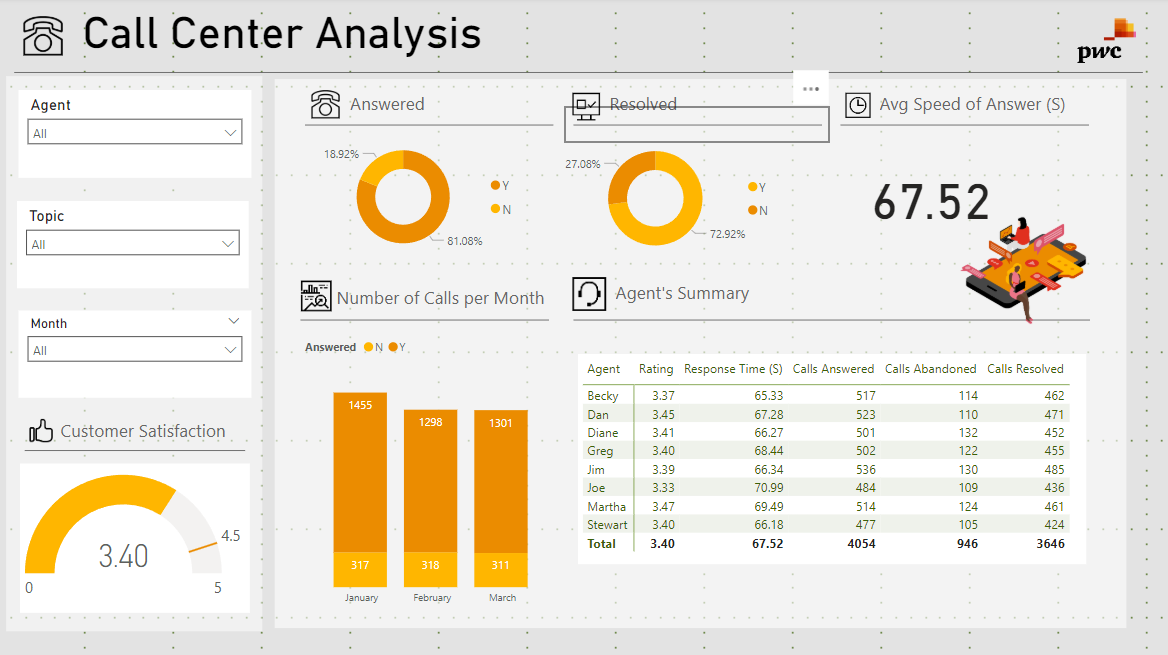 Call Center Analysis
pwc
Agent
All
Topic
All
Month
All
Customer Satisfaction
3.40
4.5
0
5
Answered
18.92%
81.08%
Y
N
Resolved
27.08%
72.92%
Y
N
Avg Speed of Answer (S)
67.52
Number of Calls per Month
Answered N Y
1455 1298 1301
317 318 311
January February March
Agent's Summary
Agent Rating Response Time (S) Calls Answered Calls Abandoned Calls Resolved
Becky 3.37 65.33 517 114 462
Dan 3.45 67.28 523 110 471
Diane 3.41 66.27 501 132 452
Greg 3.40 68.44 502 122 455
Jim 3.39 66.34 536 130 485
Joe 3.33 70.99 484 109 436
Martha 3.47 69.49 514 124 461
Stewart 3.40 66.18 477 105 424
Total 3.40 67.52 4054 946 3646